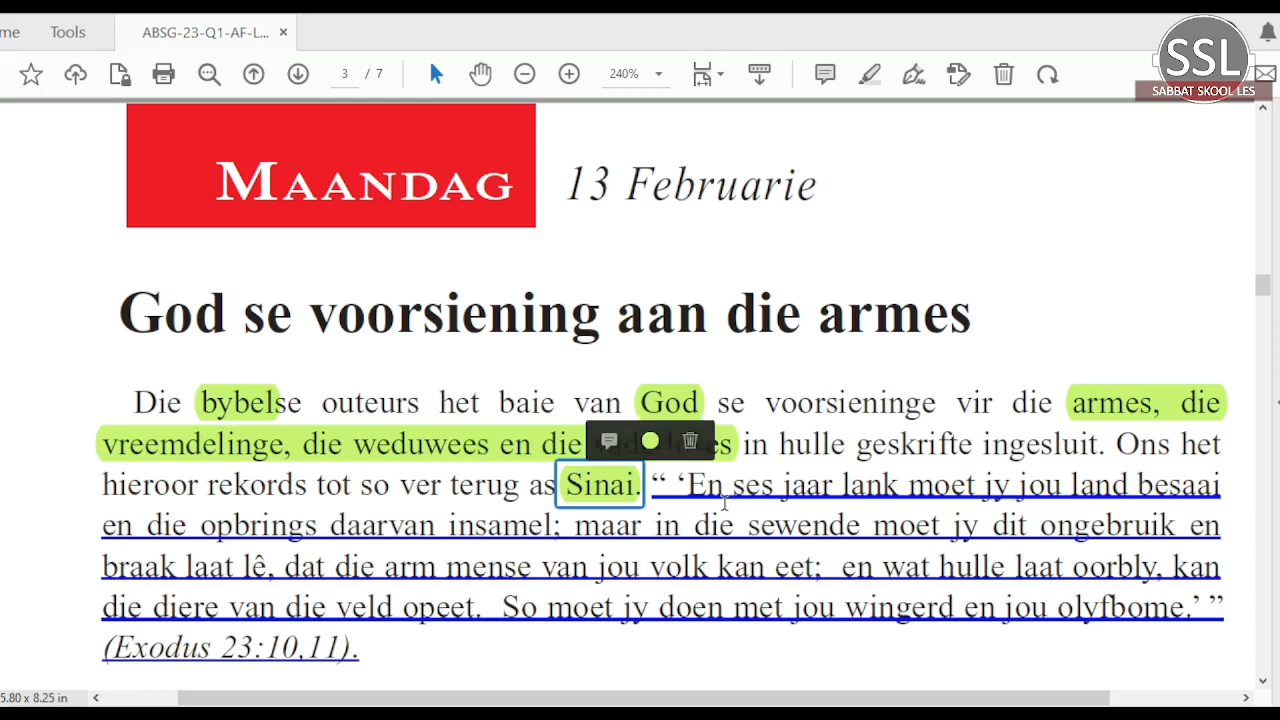 me Tools ABSG-23-Q1-AF-L... ×
SSL
SABBAT SKOOL LES
3 / 7 240%
MAANDAG 13 Februarie
God se voorsiening aan die armes
Die bybelse outeurs het baie van God se voorsieninge vir die armes, die
vreemdelinge, die weduwees en die es in hulle geskrifte ingesluit. Ons het
hieroor rekords tot so ver terug as Sinai. “ ‘En ses jaar lank moet jy jou land besaai
en die opbrings daarvan insamel; maar in die sewende moet jy dit ongebruik en
braak laat lê, dat die arm mense van jou volk kan eet; en wat hulle laat oorbly, kan
die diere van die veld opeet. So moet jy doen met jou wingerd en jou olyfbome.’ ”
(Exodus 23:10,11).
5.80 x 8.25 in